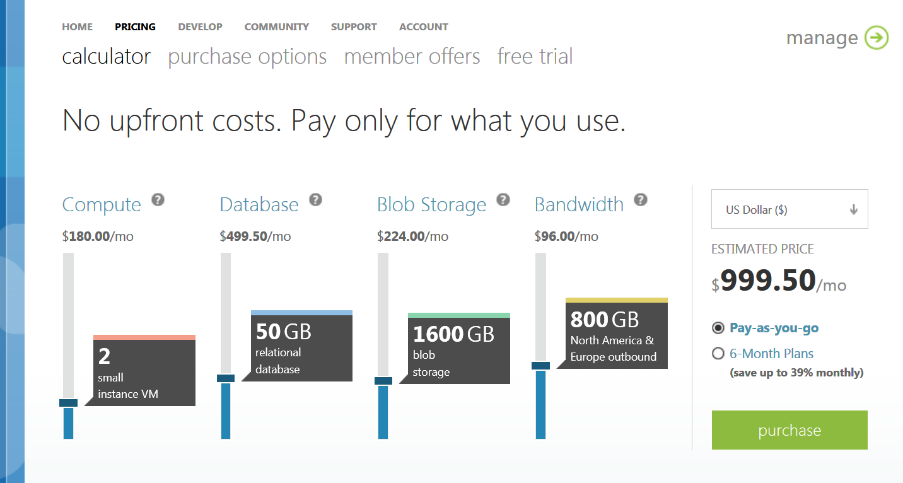 HOME PRICING DEVELOP COMMUNITY SUPPORT ACCOUNT
calculator purchase options member offers free trial
manage
No upfront costs. Pay only for what you use.
Compute ?
$180.00/mo
2
small
instance VM
Database ?
$499.50/mo
50 GB
relational
database
Blob Storage ?
$224.00/mo
1600 GB
blob
storage
Bandwidth ?
$96.00/mo
800 GB
North America &
Europe outbound
US Dollar ($)
ESTIMATED PRICE
$999.50/mo
Pay-as-you-go
6-Month Plans
(save up to 39% monthly)
purchase